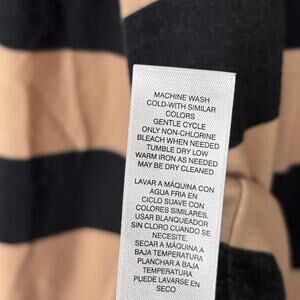 MACHINE WASH
COLD-WITH SIMILAR
COLORS
GENTLE CYCLE
ONLY NON-CHLORINE
BLEACH WHEN NEEDED
TUMBLE DRY LOW
WARM IRON AS NEEDED
MAY BE DRY CLEANED
LAVAR A MÁQUINA CON
AGUA FRIA EN
CICLO SUAVE CON
COLORES SIMILARES.
USAR BLANQUEADOR
SIN CLORO CUANDO SE
NECESITE.
SECAR A MÁQUINA A
BAJA TEMPERATURA
PLANCHAR A BAJA
TEMPERATURA
PUEDE LAVARSE EN
SECO